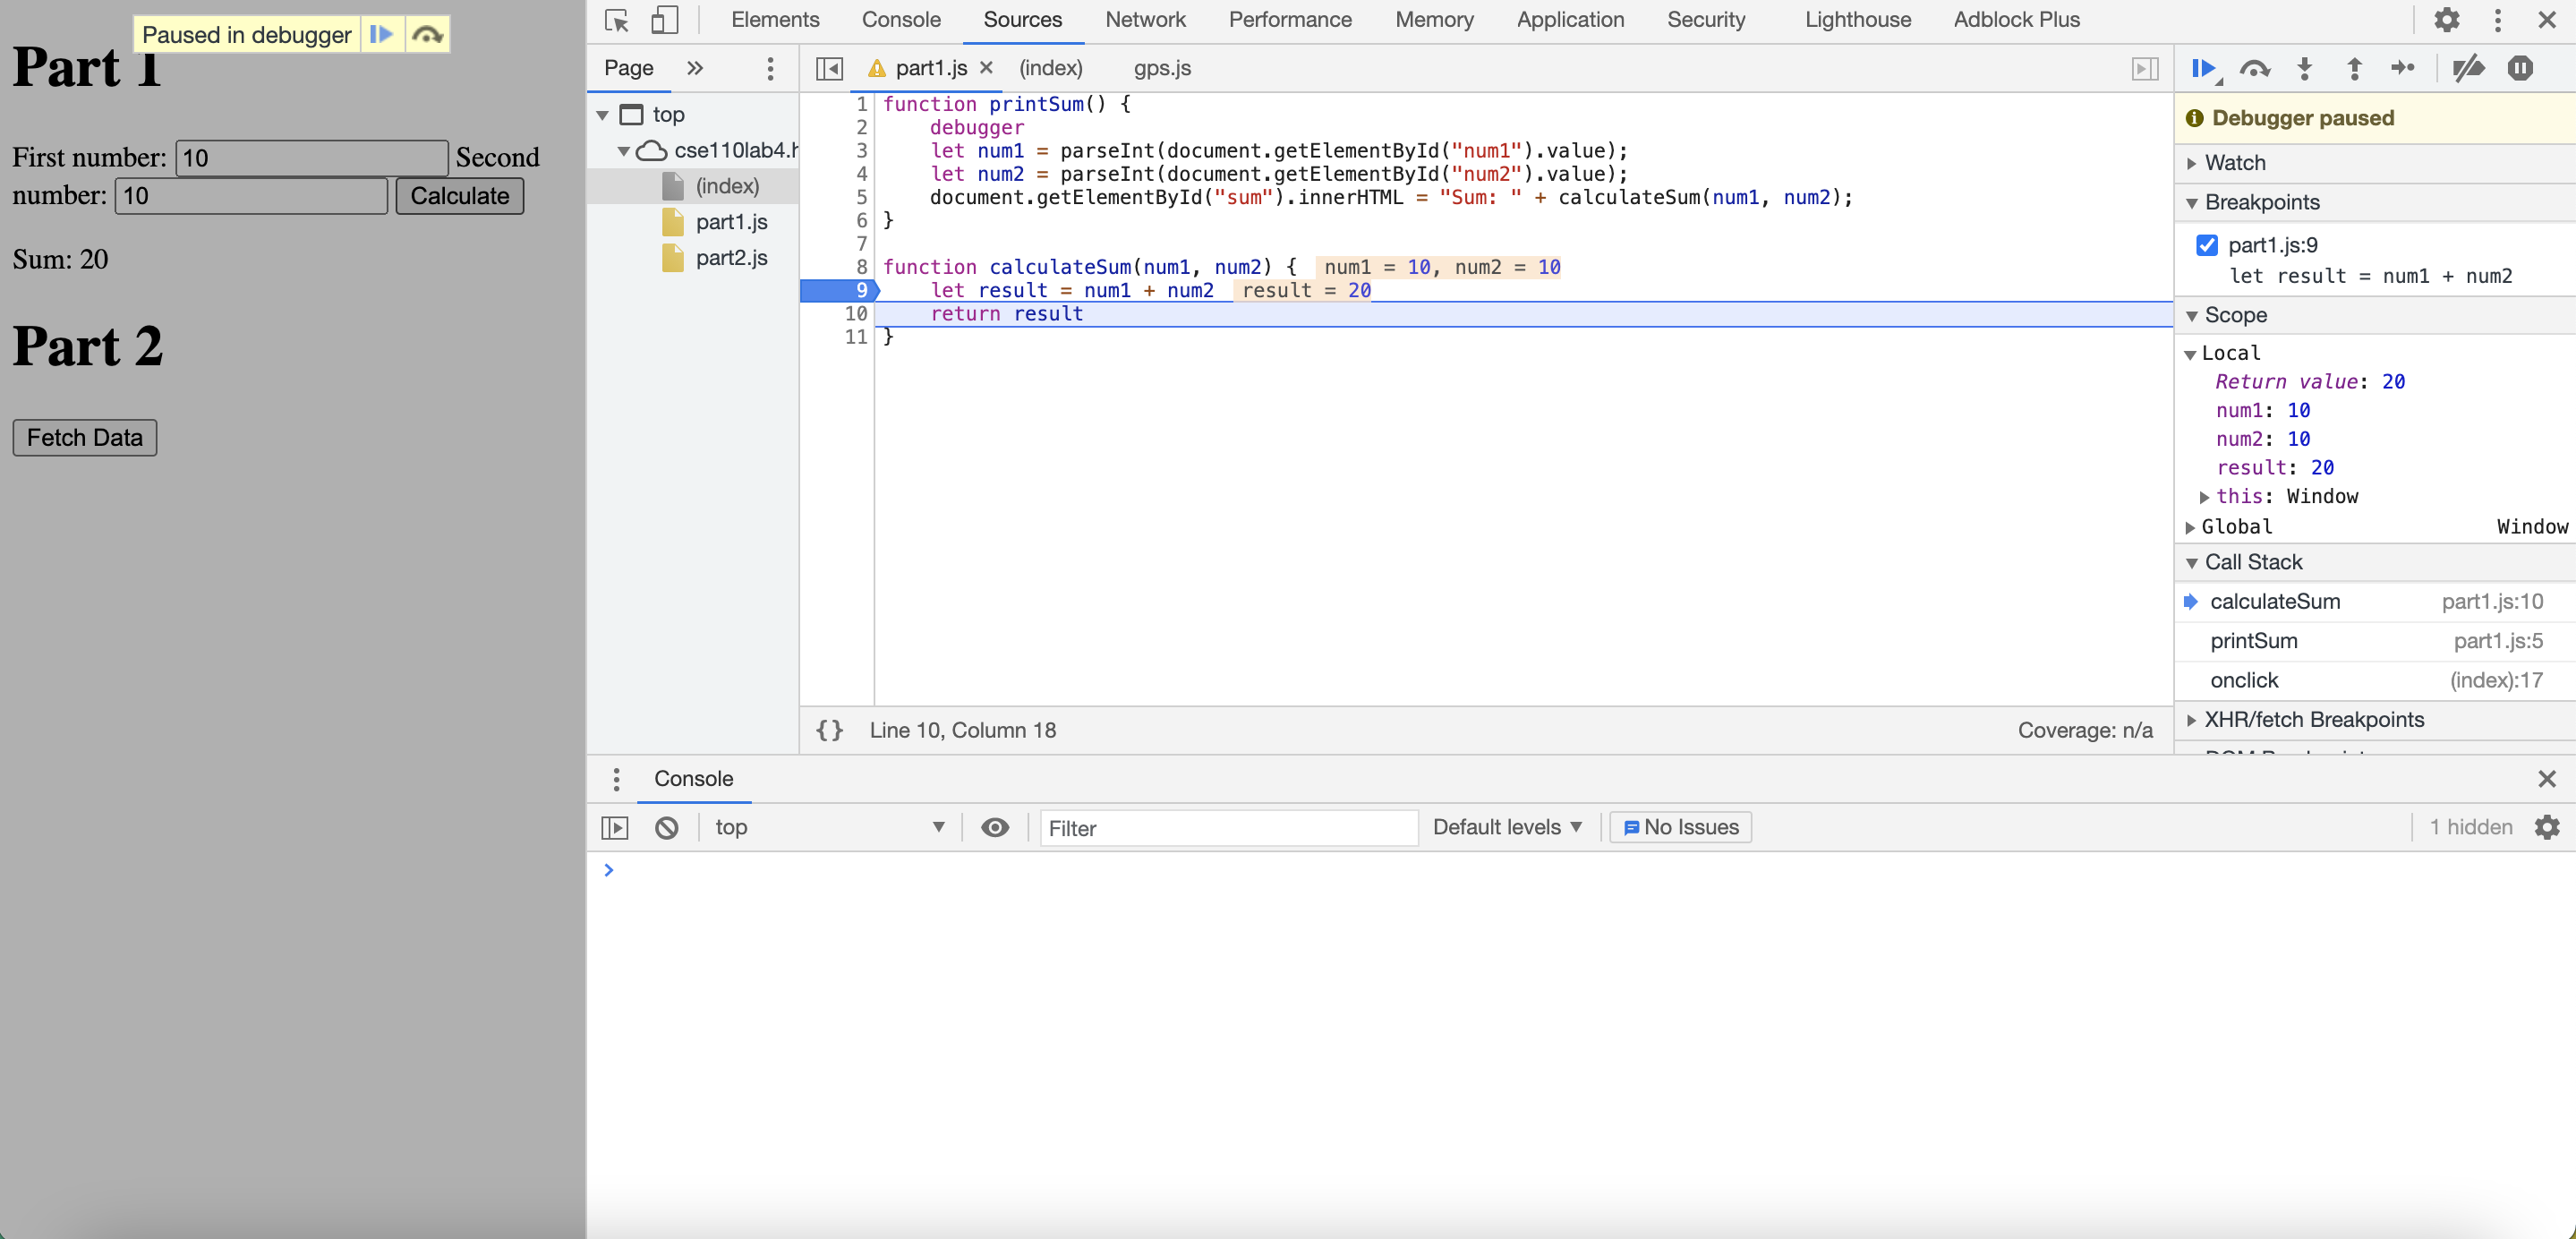 Paused in debugger
Part 1
First number: 10 Second
number: 10 Calculate
Sum: 20
Part 2
Fetch Data
Elements Console Sources Network Performance Memory Application Security Lighthouse Adblock Plus
Page
top
cse110lab4.h
(index)
part1.js
part2.js
part1.js (index) gps.js
1 function printSum() {
2 debugger
3 let num1 = parseInt(document.getElementById("num1").value);
4 let num2 = parseInt(document.getElementById("num2").value);
5 document.getElementById("sum").innerHTML = "Sum: " + calculateSum(num1, num2);
6 }
7
8 function calculateSum(num1, num2) { num1 = 10, num2 = 10
9 let result = num1 + num2 result = 20
10 return result
11 }
{} Line 10, Column 18 Coverage: n/a
Debugger paused
Watch
Breakpoints
part1.js:9
let result = num1 + num2
Scope
Local
Return value: 20
num1: 10
num2: 10
result: 20
this: Window
Global Window
Call Stack
calculateSum part1.js:10
printSum part1.js:5
onclick (index):17
XHR/fetch Breakpoints
Console
top Filter Default levels No Issues 1 hidden